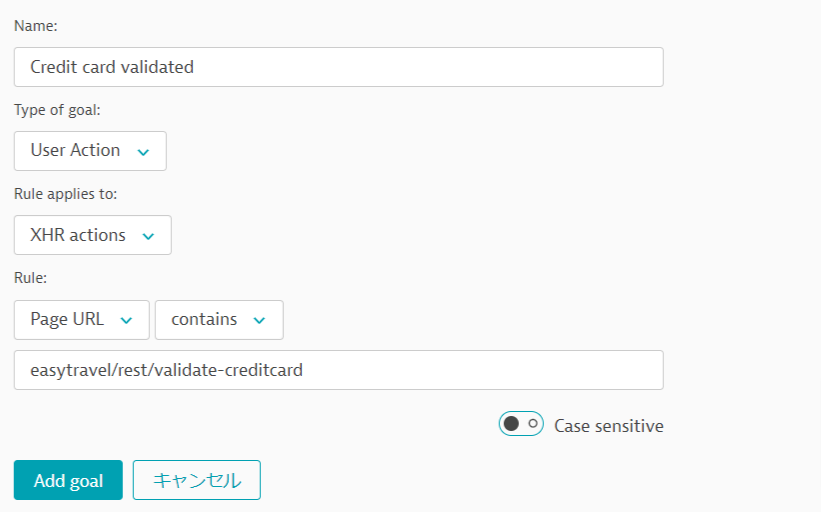 Name:
Credit card validated
Type of goal:
User Action
Rule applies to:
XHR actions
Rule:
Page URL contains
easytravel/rest/validate-creditcard
Case sensitive
Add goal キャンセル